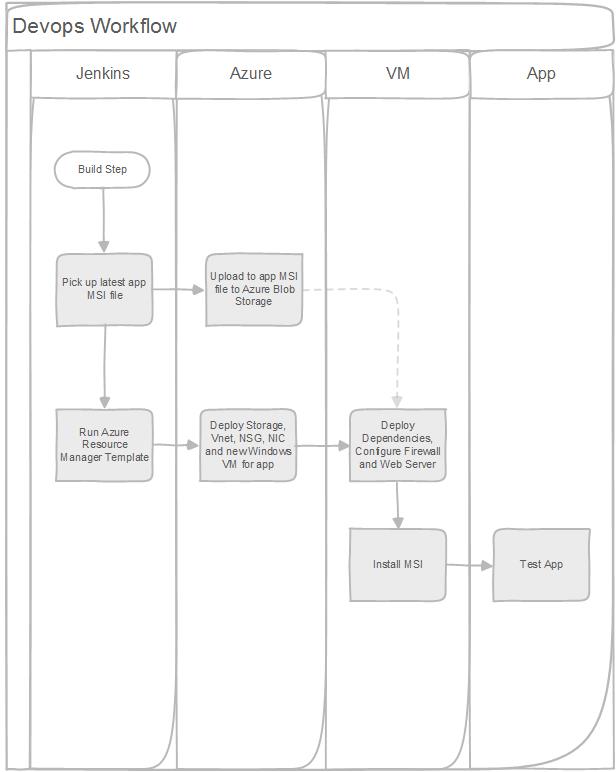 Devops Workflow
Jenkins
Azure
VM
App
Build Step
Pick up latest app
MSI file
Upload to app MSI
file to Azure Blob
Storage
Run Azure
Resource
Manager Template
Deploy Storage,
Vnet, NSG, NIC
and new Windows
VM for app
Deploy
Dependencies,
Configure Firewall
and Web Server
Install MSI
Test App